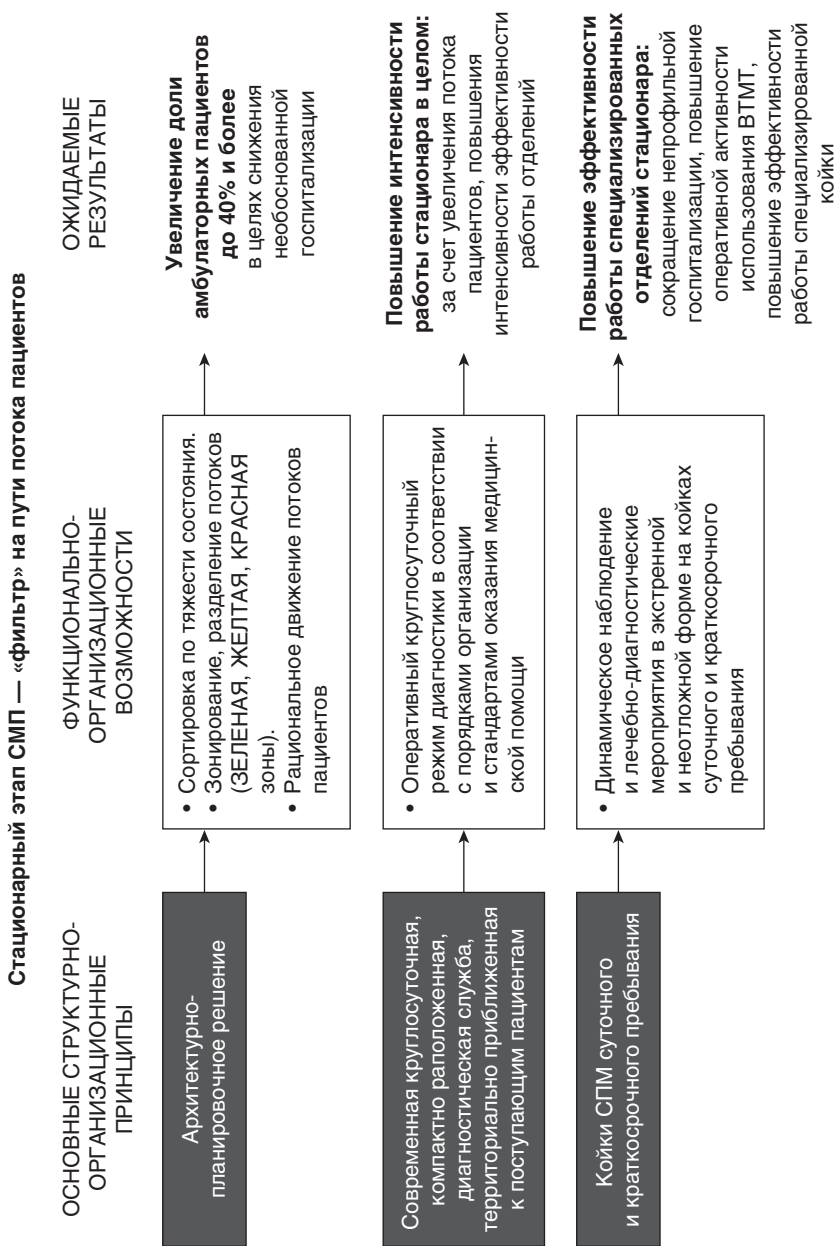 Стационарный этап СМП — «фильтр» на пути потока пациентов
ОСНОВНЫЕ СТРУКТУРНО-
ОРГАНИЗАЦИОННЫЕ
ПРИНЦИПЫ
ФУНКЦИОНАЛЬНО-
ОРГАНИЗАЦИОННЫЕ
ВОЗМОЖНОСТИ
ОЖИДАЕМЫЕ
РЕЗУЛЬТАТЫ
Архитектурно-
планировочное решение
• Сортировка по тяжести состояния.
• Зонирование, разделение потоков
(ЗЕЛЕНАЯ, ЖЕЛТАЯ, КРАСНАЯ
зоны).
• Рациональное движение потоков
пациентов
Увеличение доли
амбулаторных пациентов
до 40% и более
в целях снижения
необоснованной
госпитализации
Современная круглосуточная,
компактно раположенная,
диагностическая служба,
территориально приближенная
к поступающим пациентам
• Оперативный круглосуточный
режим диагностики в соответствии
с порядками организации
и стандартами оказания медицин-
ской помощи
Повышение интенсивности
работы стационара в целом:
за счет увеличения потока
пациентов, повышения
интенсивности эффективности
работы отделений
Койки СПМ суточного
и краткосрочного пребывания
• Динамическое наблюдение
и лечебно-диагностические
мероприятия в экстренной
и неотложной форме на койках
суточного и краткосрочного
пребывания
Повышение эффективности
работы специализированных
отделений стационара:
сокращение непрофильной
госпитализации, повышение
оперативной активности
использования ВТМТ,
повышение эффективности
работы специализированной
койки